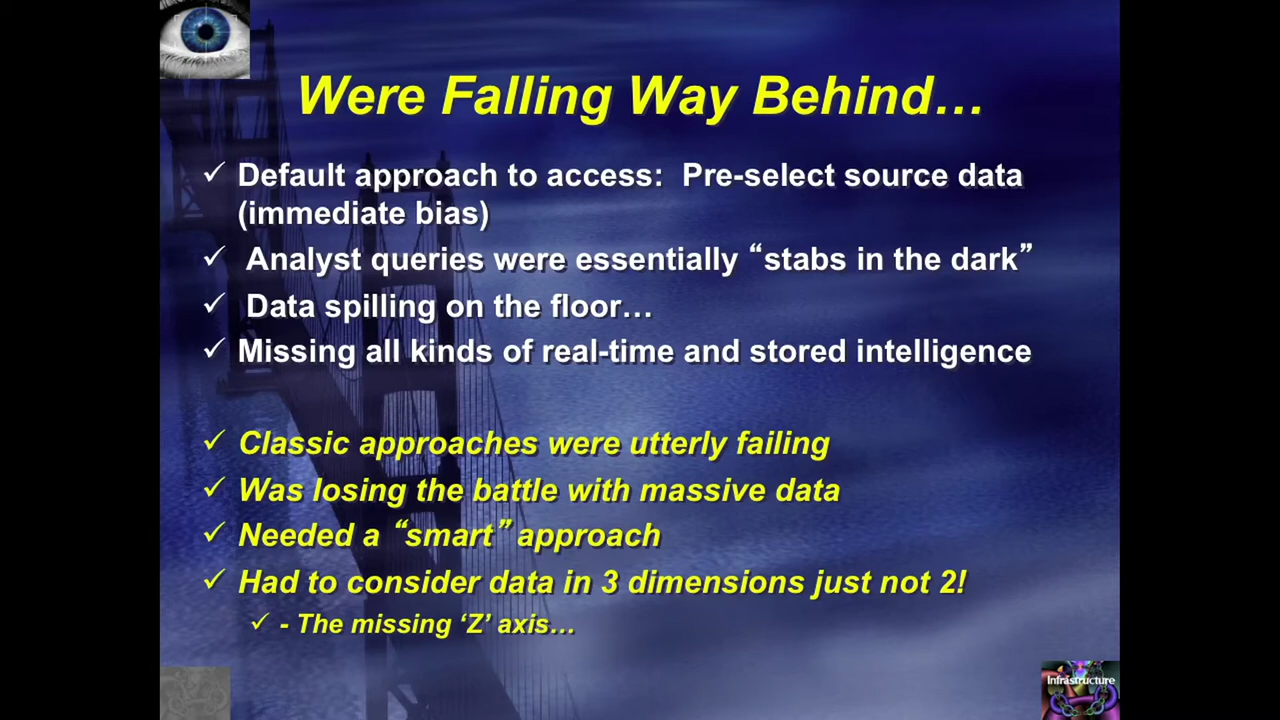 Were Falling Way Behind…
Default approach to access:  Pre-select source data
(immediate bias)
Analyst queries were essentially “stabs in the dark”
Data spilling on the floor…
Missing all kinds of real-time and stored intelligence
Classic approaches were utterly failing
Was losing the battle with massive data
Needed a “smart” approach
Had to consider data in 3 dimensions just not 2!
- The missing ‘Z’ axis…
Infrastructure